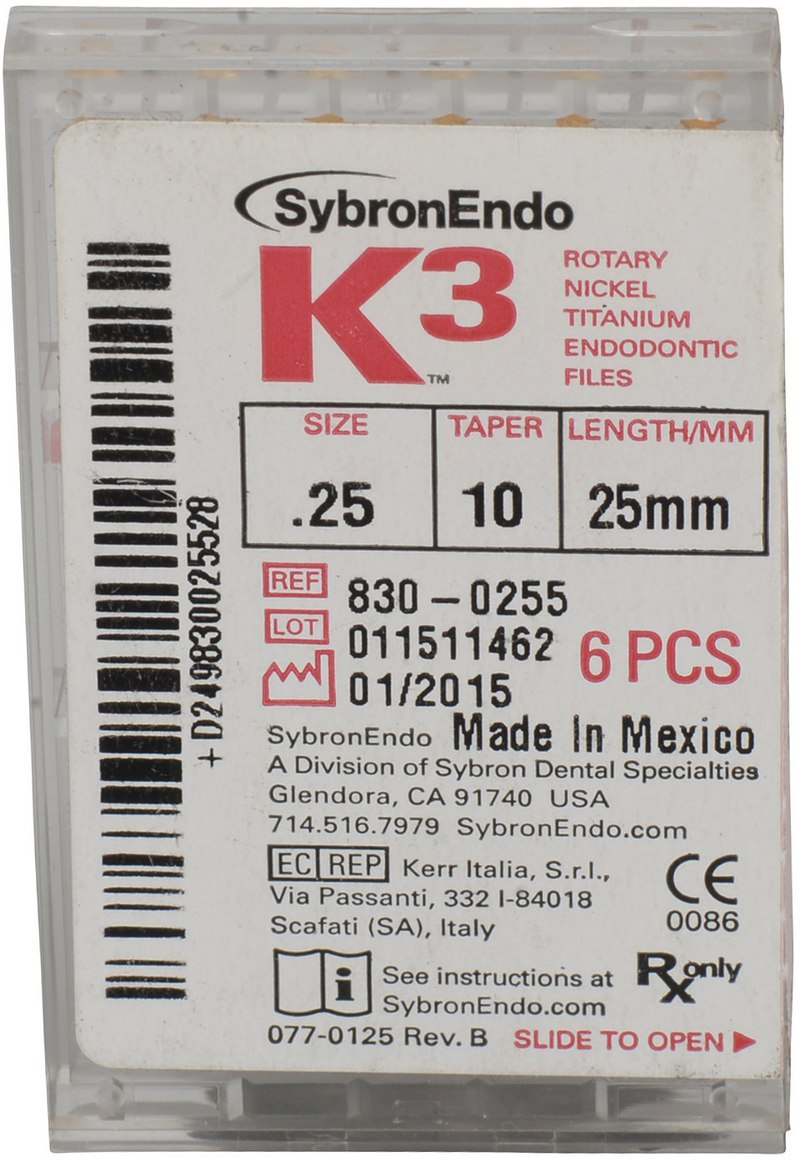 SybronEndo
K3™
ROTARY
NICKEL
TITANIUM
ENDODONTIC
FILES
SIZE TAPER LENGTH/MM
.25 10 25mm
REF 830-0255
LOT 011511462
6 PCS
01/2015
SybronEndo Made In Mexico
A Division of Sybron Dental Specialties
Glendora, CA 91740 USA
714.516.7979 SybronEndo.com
EC REP Kerr Italia, S.r.l.,
Via Passanti, 332 I-84018
Scafati (SA), Italy
CE
0086
i See instructions at
SybronEndo.com
Rx only
077-0125 Rev. B SLIDE TO OPEN ►
+D249830025528